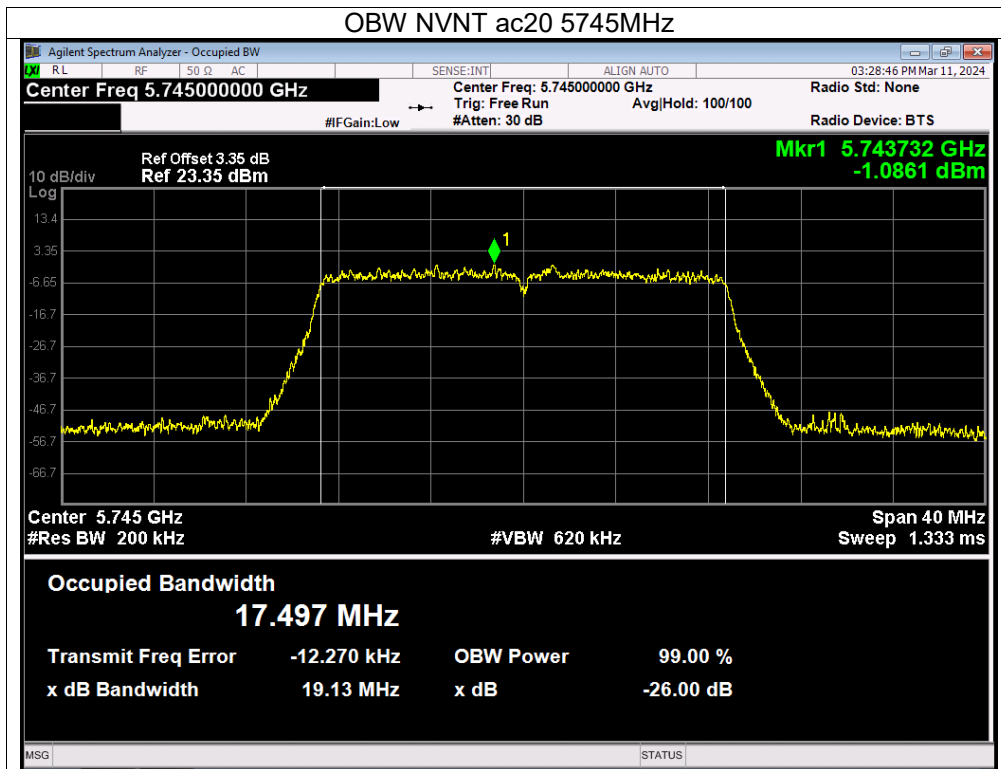 OBW NVNT ac20 5745MHz
Agilent Spectrum Analyzer - Occupied BW
LXI RL RF 50 Ω AC SENSE:INT ALIGN AUTO 03:28:46 PM Mar 11, 2024
Center Freq 5.745000000 GHz Center Freq: 5.745000000 GHz Radio Std: None
Trig: Free Run Avg|Hold: 100/100
#IFGain:Low #Atten: 30 dB Radio Device: BTS
Ref Offset 3.35 dB Mkr1 5.743732 GHz
10 dB/div Ref 23.35 dBm -1.0861 dBm
Log
13.4
1
3.35
-6.65
-16.7
-26.7
-36.7
-46.7
-56.7
-66.7
Center 5.745 GHz Span 40 MHz
#Res BW 200 kHz #VBW 620 kHz Sweep 1.333 ms
Occupied Bandwidth
17.497 MHz
Transmit Freq Error -12.270 kHz OBW Power 99.00 %
x dB Bandwidth 19.13 MHz x dB -26.00 dB
MSG STATUS